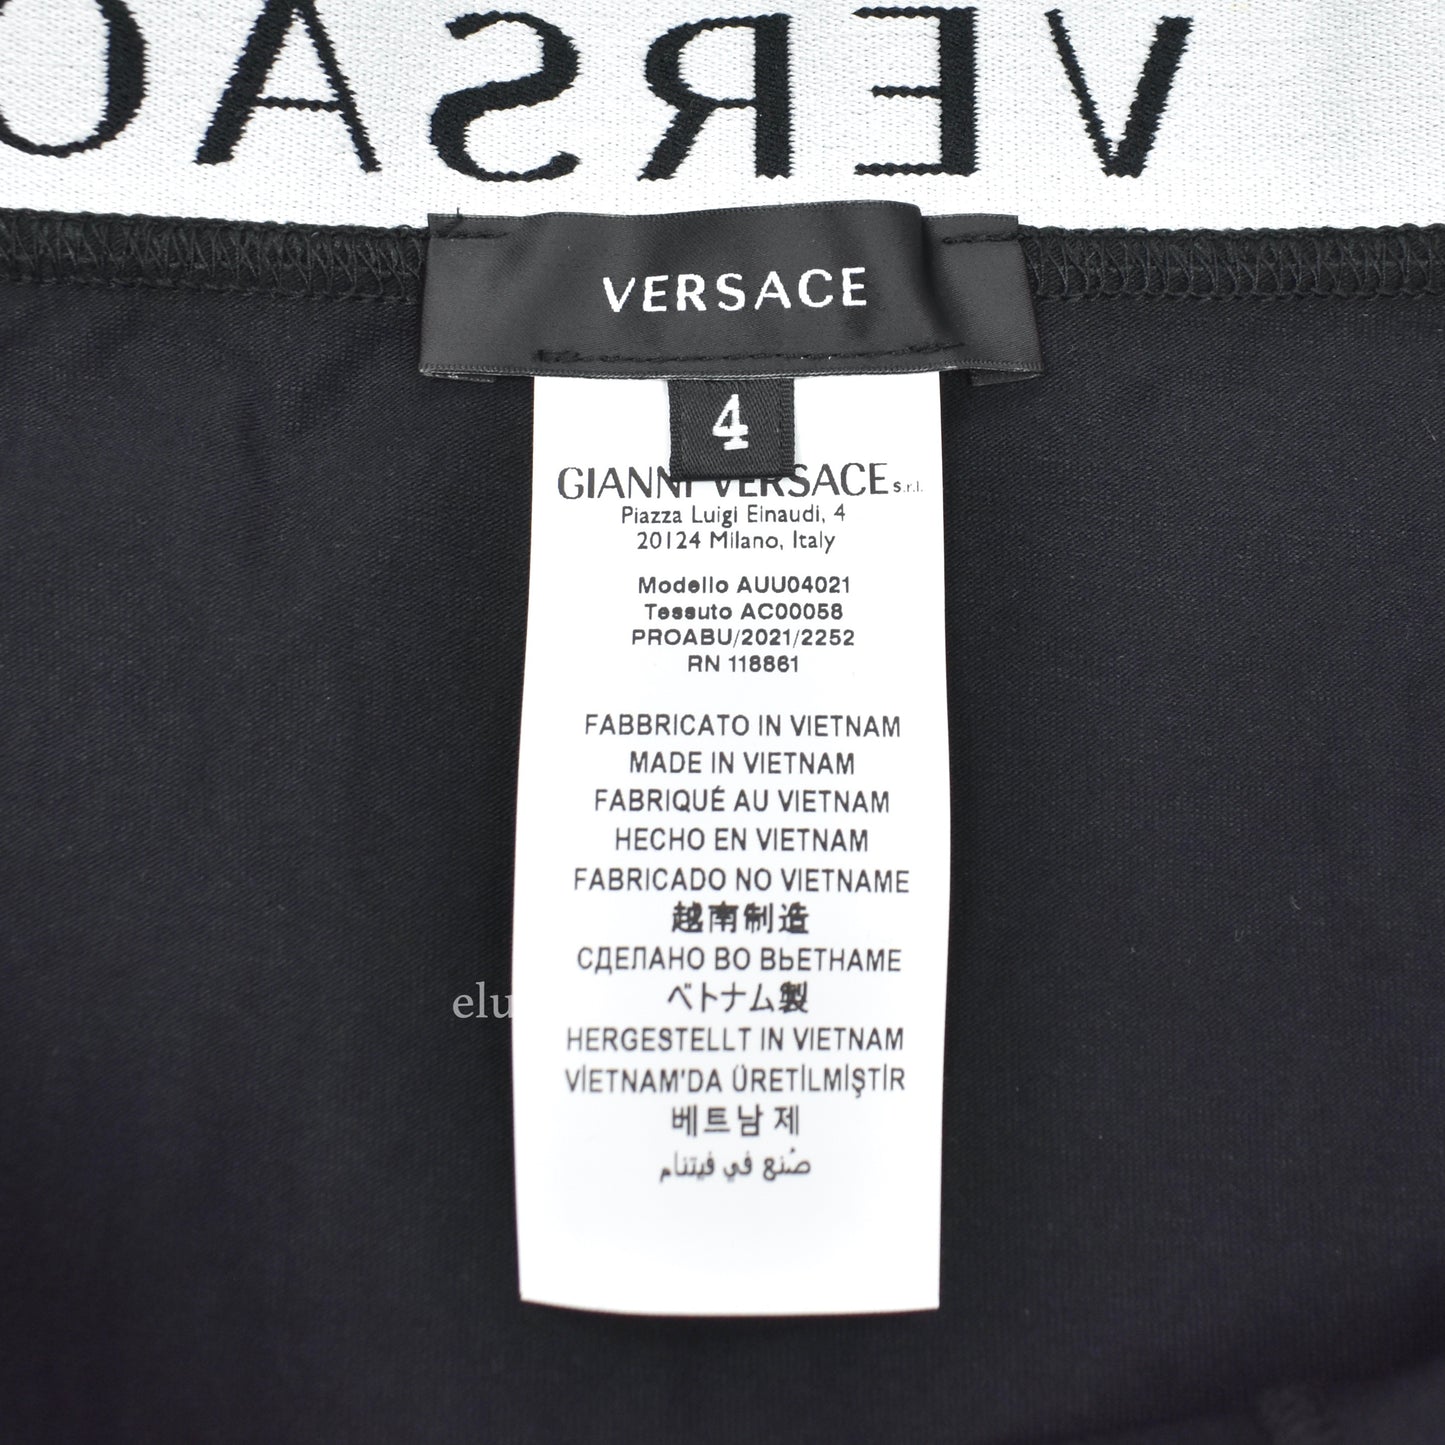 VERSAC
VERSACE
4
GIANNI VERSACE s.r.l.
Piazza Luigi Einaudi, 4
20124 Milano, Italy
Modello AUU04021
Tessuto AC00058
PROABU/2021/2252
RN 118861
FABBRICATO IN VIETNAM
MADE IN VIETNAM
FABRIQUÉ AU VIETNAM
HECHO EN VIETNAM
FABRICADO NO VIETNAME
越南制造
СДЕЛАНО ВО ВЬЕТНАМЕ
elu
ベトナム製
HERGESTELLT IN VIETNAM
VİETNAM'DA ÜRETİLMİŞTİR
베트남 제
صُنع في فيتنام